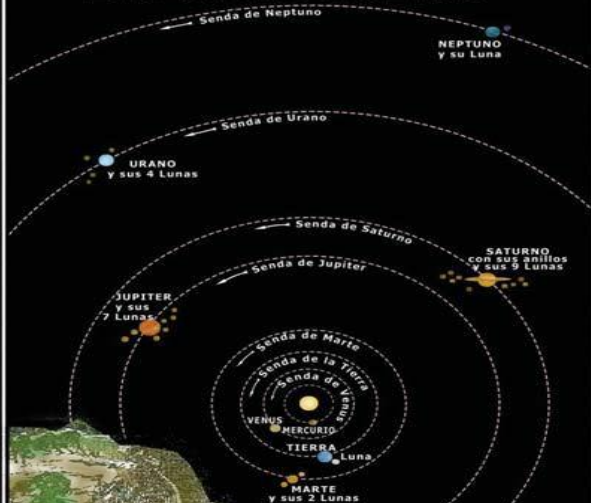 Senda de Neptuno
NEPTUNO
y su Luna
Senda de Urano
URANO
y sus 4 Lunas
Senda de Saturno
SATURNO
con sus anillos
y sus 9 Lunas
Senda de Jupiter
JUPITER
y sus
7 Lunas
Senda de Marte
Senda de la Tierra
Senda de Venus
VENUS
MERCURIO
TIERRA
Luna
MARTE
y sus 2 Lunas